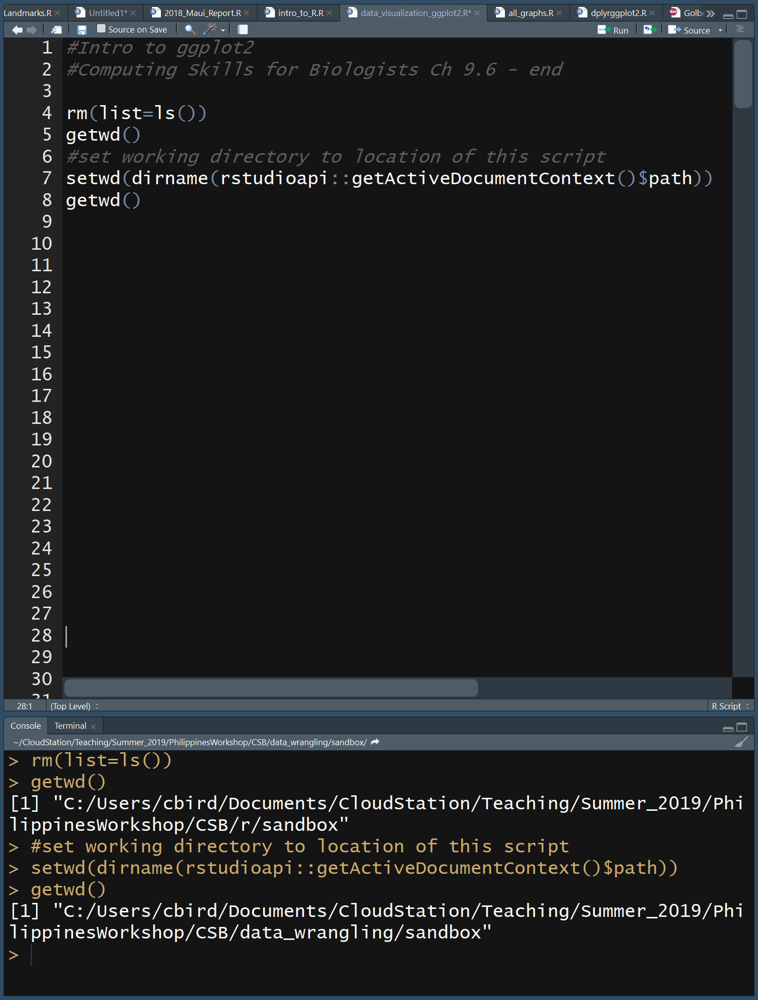 Landmarks.R Untitled1* 2018_Maui_Report.R intro_to_R.R data_visualization_ggplot2.R* all_graphs.R dplyrggplot2.R Golbe
Source on Save Run Source
1 #Intro to ggplot2
2 #Computing Skills for Biologists Ch 9.6 - end
3
4 rm(list=ls())
5 getwd()
6 #set working directory to location of this script
7 setwd(dirname(rstudioapi::getActiveDocumentContext()$path))
8 getwd()
9
10
11
12
13
14
15
16
17
18
19
20
21
22
23
24
25
26
27
28
29
30
31
28:1 (Top Level) R Script
Console Terminal
~/CloudStation/Teaching/Summer_2019/PhilippinesWorkshop/CSB/data_wrangling/sandbox/
> rm(list=ls())
> getwd()
[1] "C:/Users/cbird/Documents/CloudStation/Teaching/Summer_2019/Phi
lippinesWorkshop/CSB/r/sandbox"
> #set working directory to location of this script
> setwd(dirname(rstudioapi::getActiveDocumentContext()$path))
> getwd()
[1] "C:/Users/cbird/Documents/CloudStation/Teaching/Summer_2019/Phi
lippinesWorkshop/CSB/data_wrangling/sandbox"
>